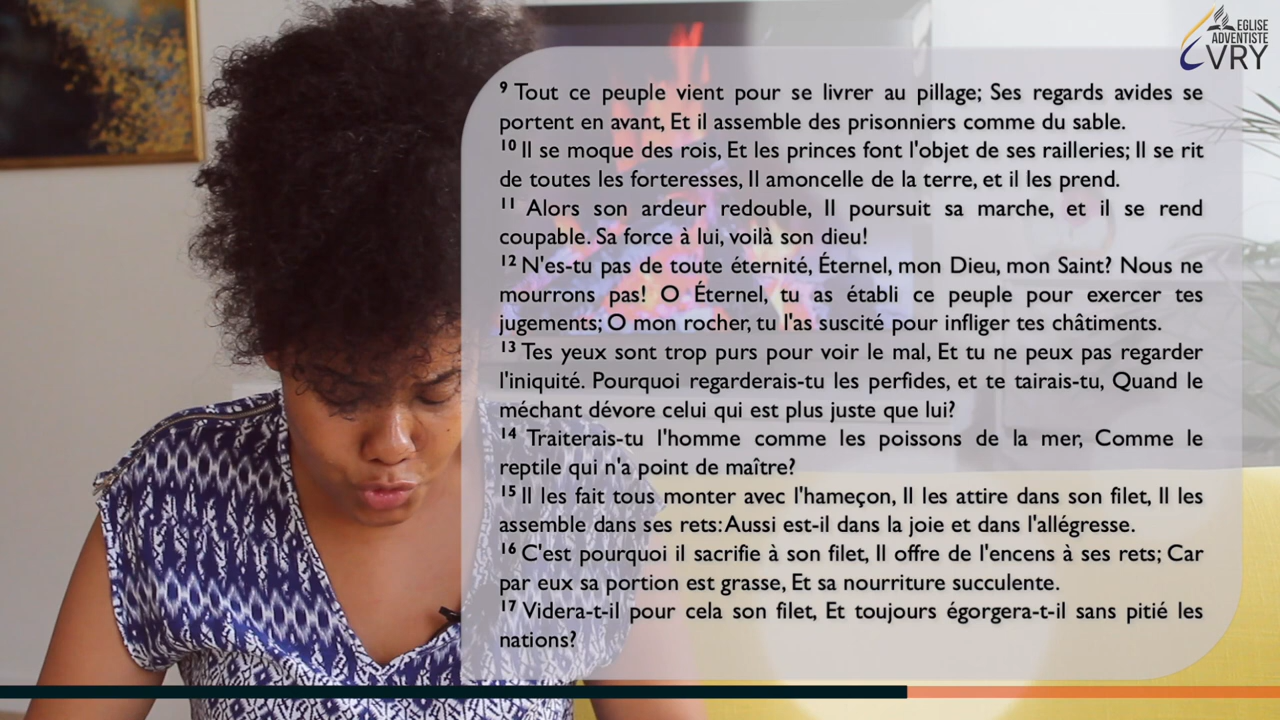 EGLISE
ADVENTISTE
VRY
9 Tout ce peuple vient pour se livrer au pillage; Ses regards avides se
portent en avant, Et il assemble des prisonniers comme du sable.
10 Il se moque des rois, Et les princes font l'objet de ses railleries; Il se rit
de toutes les forteresses, Il amoncelle de la terre, et il les prend.
11 Alors son ardeur redouble, Il poursuit sa marche, et il se rend
coupable. Sa force à lui, voilà son dieu!
12 N'es-tu pas de toute éternité, Éternel, mon Dieu, mon Saint? Nous ne
mourrons pas! O Éternel, tu as établi ce peuple pour exercer tes
jugements; O mon rocher, tu l'as suscité pour infliger tes châtiments.
13 Tes yeux sont trop purs pour voir le mal, Et tu ne peux pas regarder
l'iniquité. Pourquoi regarderais-tu les perfides, et te tairais-tu, Quand le
méchant dévore celui qui est plus juste que lui?
14 Traiterais-tu l'homme comme les poissons de la mer, Comme le
reptile qui n'a point de maître?
15 Il les fait tous monter avec l'hameçon, Il les attire dans son filet, Il les
assemble dans ses rets: Aussi est-il dans la joie et dans l'allégresse.
16 C'est pourquoi il sacrifie à son filet, Il offre de l'encens à ses rets; Car
par eux sa portion est grasse, Et sa nourriture succulente.
17 Videra-t-il pour cela son filet, Et toujours égorgera-t-il sans pitié les
nations?